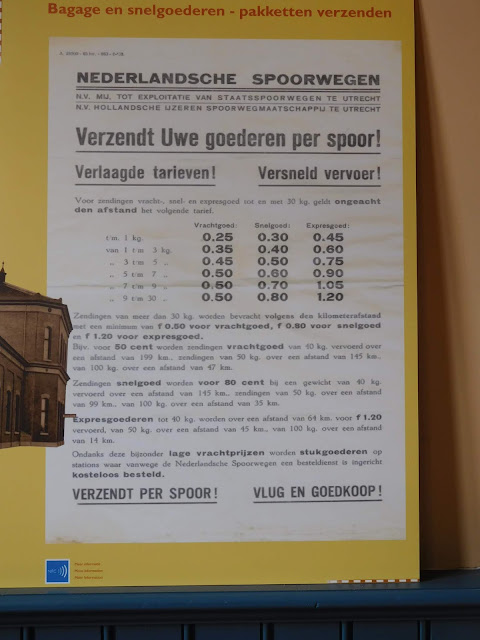 Bagage en snelgoederen - pakketten verzenden
NEDERLANDSCHE SPOORWEGEN
N.V. MIJ. TOT EXPLOITATIE VAN STAATSSPOORWEGEN TE UTRECHT
N.V. HOLLANDSCHE IJZEREN SPOORWEGMAATSCHAPPIJ TE UTRECHT
Verzendt Uwe goederen per spoor!
Verlaagde tarieven! Versneld vervoer!
Voor zendingen vracht-, snel- en expresgoed tot en met 30 kg. geldt ongeacht
den afstand het volgende tarief.
Vrachtgoed: Snelgoed: Expresgoed:
t/m. 1 kg. 0.25 0.30 0.45
van 1 t/m 3 kg. 0.35 0.40 0.60
„ 3 t/m 5 „ 0.45 0.50 0.75
„ 5 t/m 7 „ 0.50 0.60 0.90
„ 7 t/m 9 „ 0.50 0.70 1.05
„ 9 t/m 30 „ 0.50 0.80 1.20
Zendingen van meer dan 30 kg. worden bevracht volgens den kilometerafstand
met een minimum van f 0.50 voor vrachtgoed, f 0.80 voor snelgoed
en f 1.20 voor expresgoed.
Bijv. voor 50 cent worden zendingen vrachtgoed van 40 kg. vervoerd over
een afstand van 199 km., zendingen van 50 kg. over een afstand van 145 km.,
van 100 kg. over een afstand van 47 km.
Zendingen snelgoed worden voor 80 cent bij een gewicht van 40 kg.
vervoerd over een afstand van 145 km., zendingen van 50 kg. over een afstand
van 99 km., van 100 kg. over een afstand van 35 km.
Expresgoederen tot 40 kg. worden over een afstand van 64 km. voor f 1.20
vervoerd, van 50 kg. over een afstand van 45 km., van 100 kg. over een afstand
van 14 km.
Ondanks deze bijzonder lage vrachtprijzen worden stukgoederen op
stations waar vanwege de Nederlandsche Spoorwegen een besteldienst is ingericht
kosteloos besteld.
VERZENDT PER SPOOR! VLUG EN GOEDKOOP!